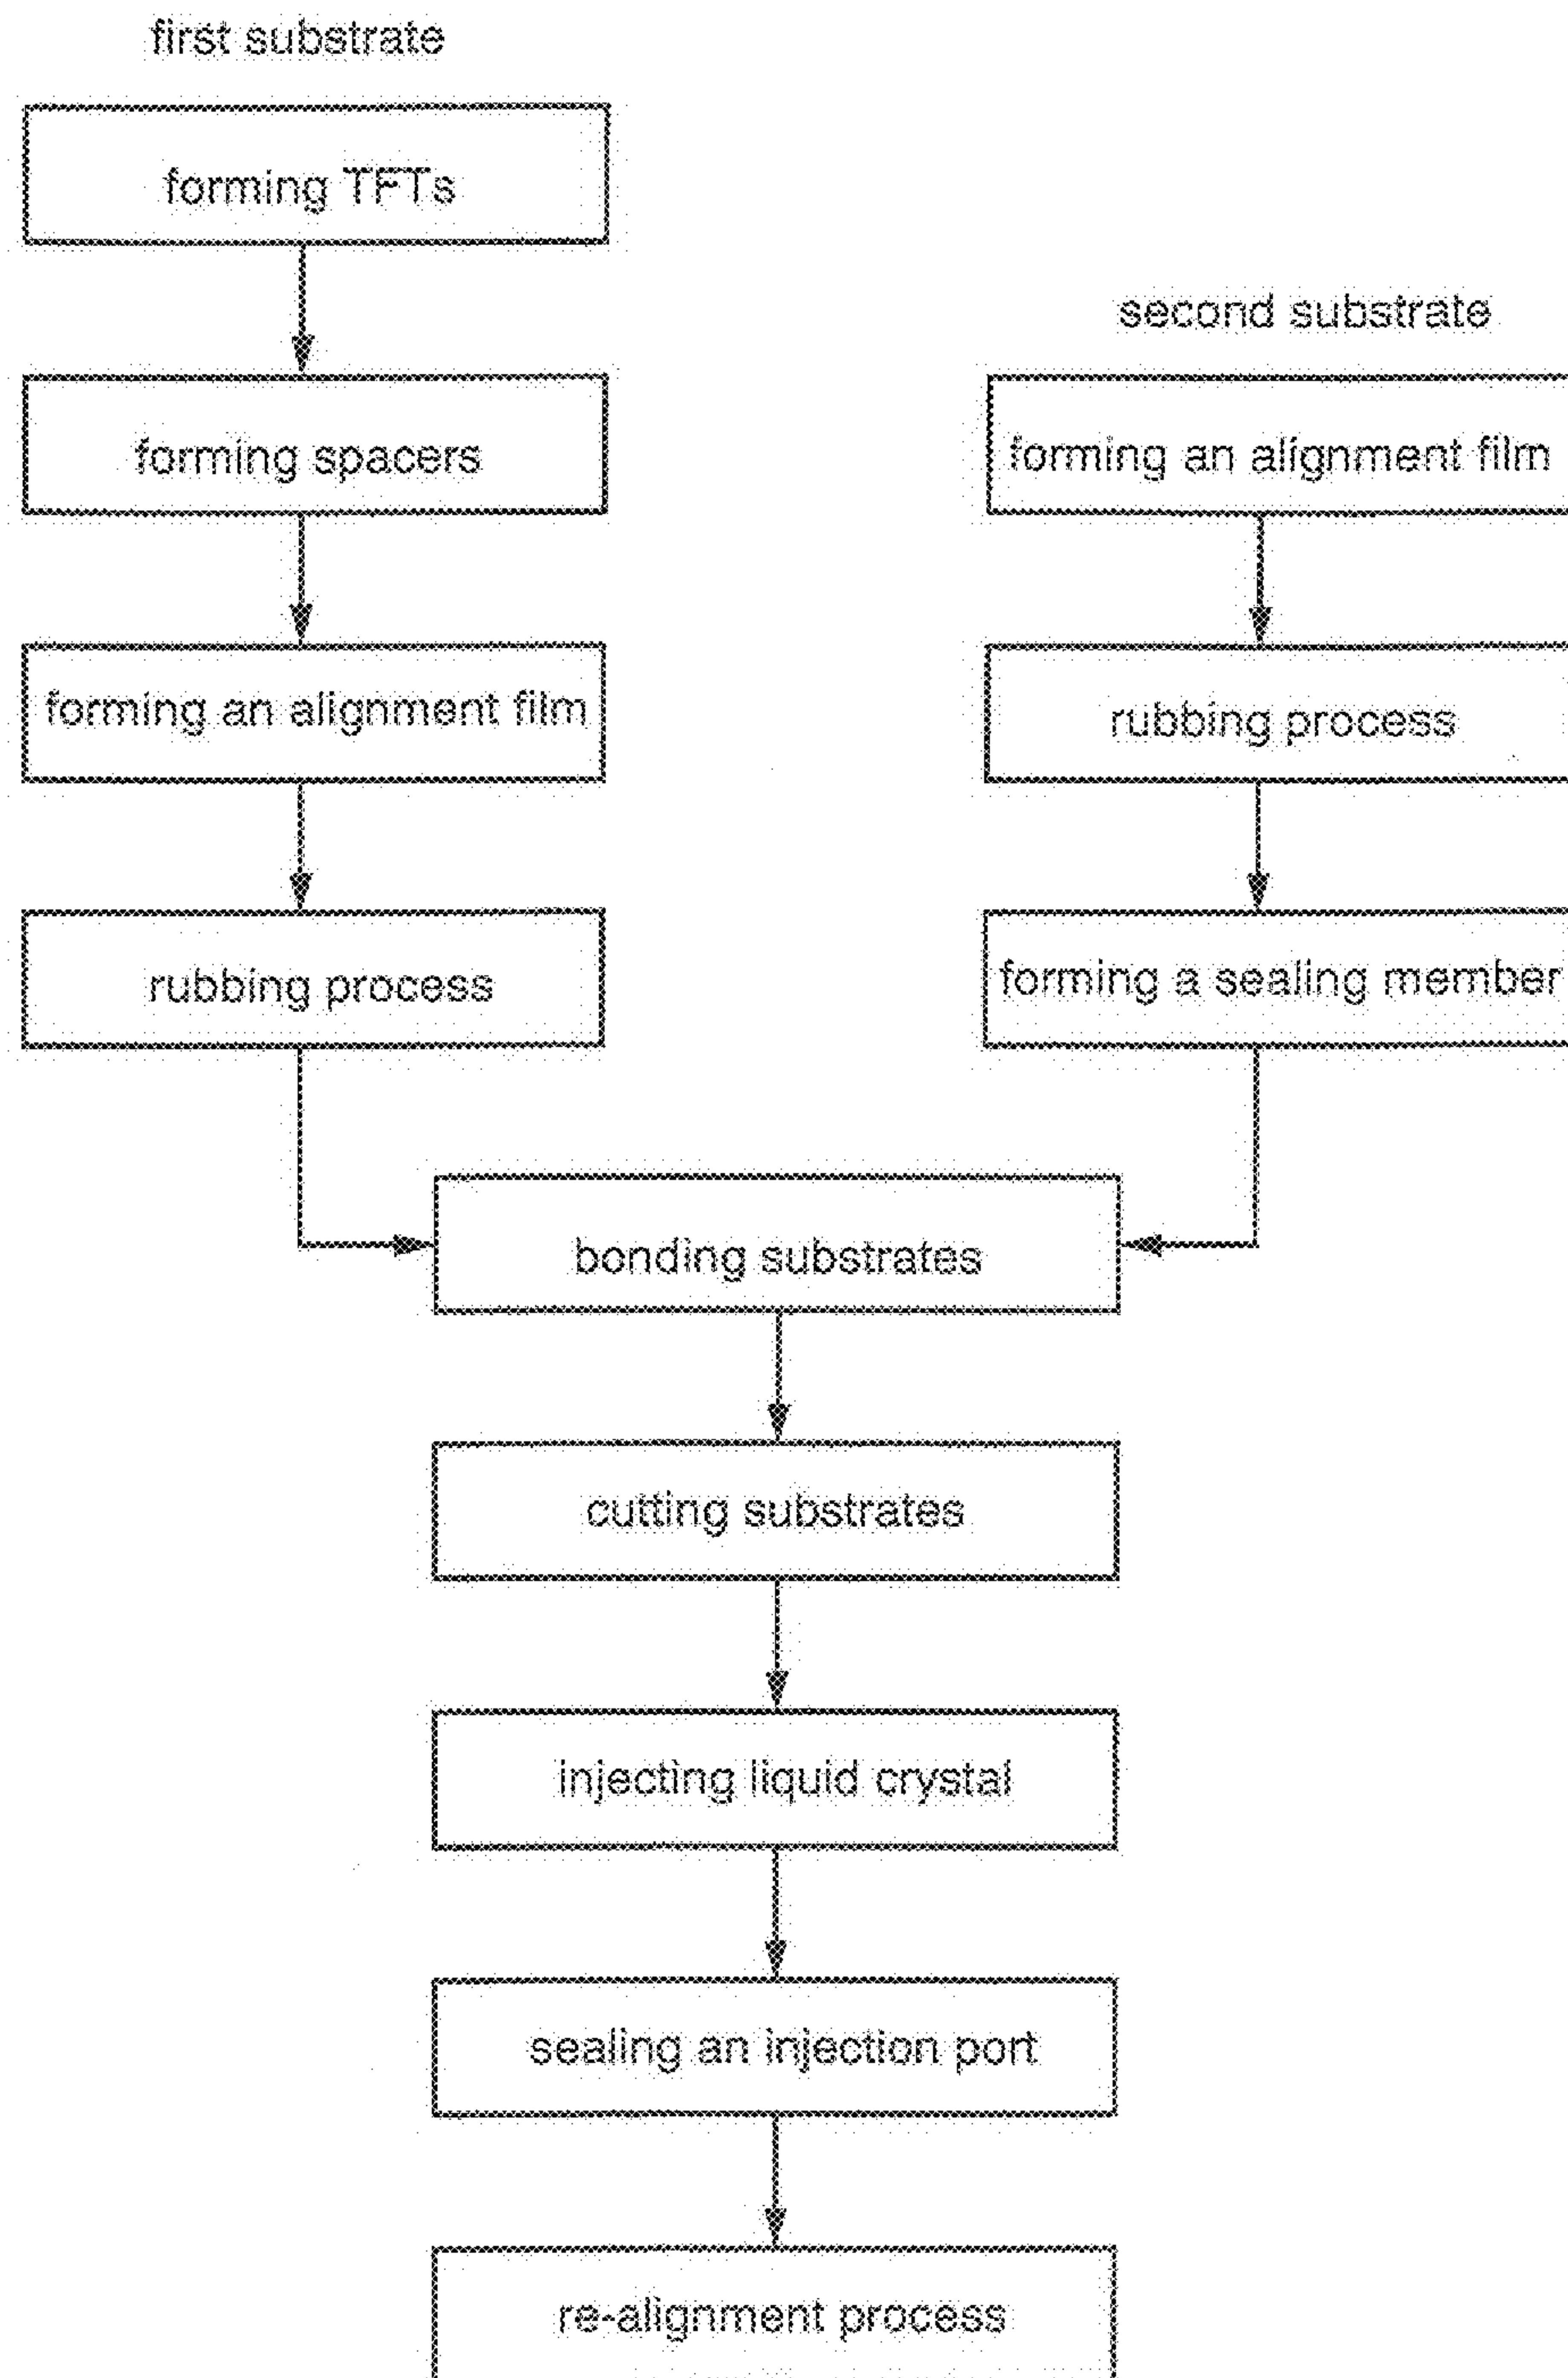 first substrate
forming TFTs
forming spacers
forming an alignment film
rubbing process
second substrate
forming an alignment film
rubbing process
forming a sealing member
bonding substrates
cutting substrates
injecting liquid crystal
sealing an injection port
re-alignment process